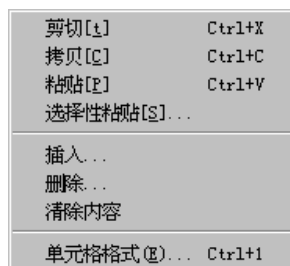 剪切[t] Ctrl+X
拷贝[C] Ctrl+C
粘贴[P] Ctrl+V
选择性粘贴[S]...
插入...
删除...
清除内容
单元格格式(E)... Ctrl+1